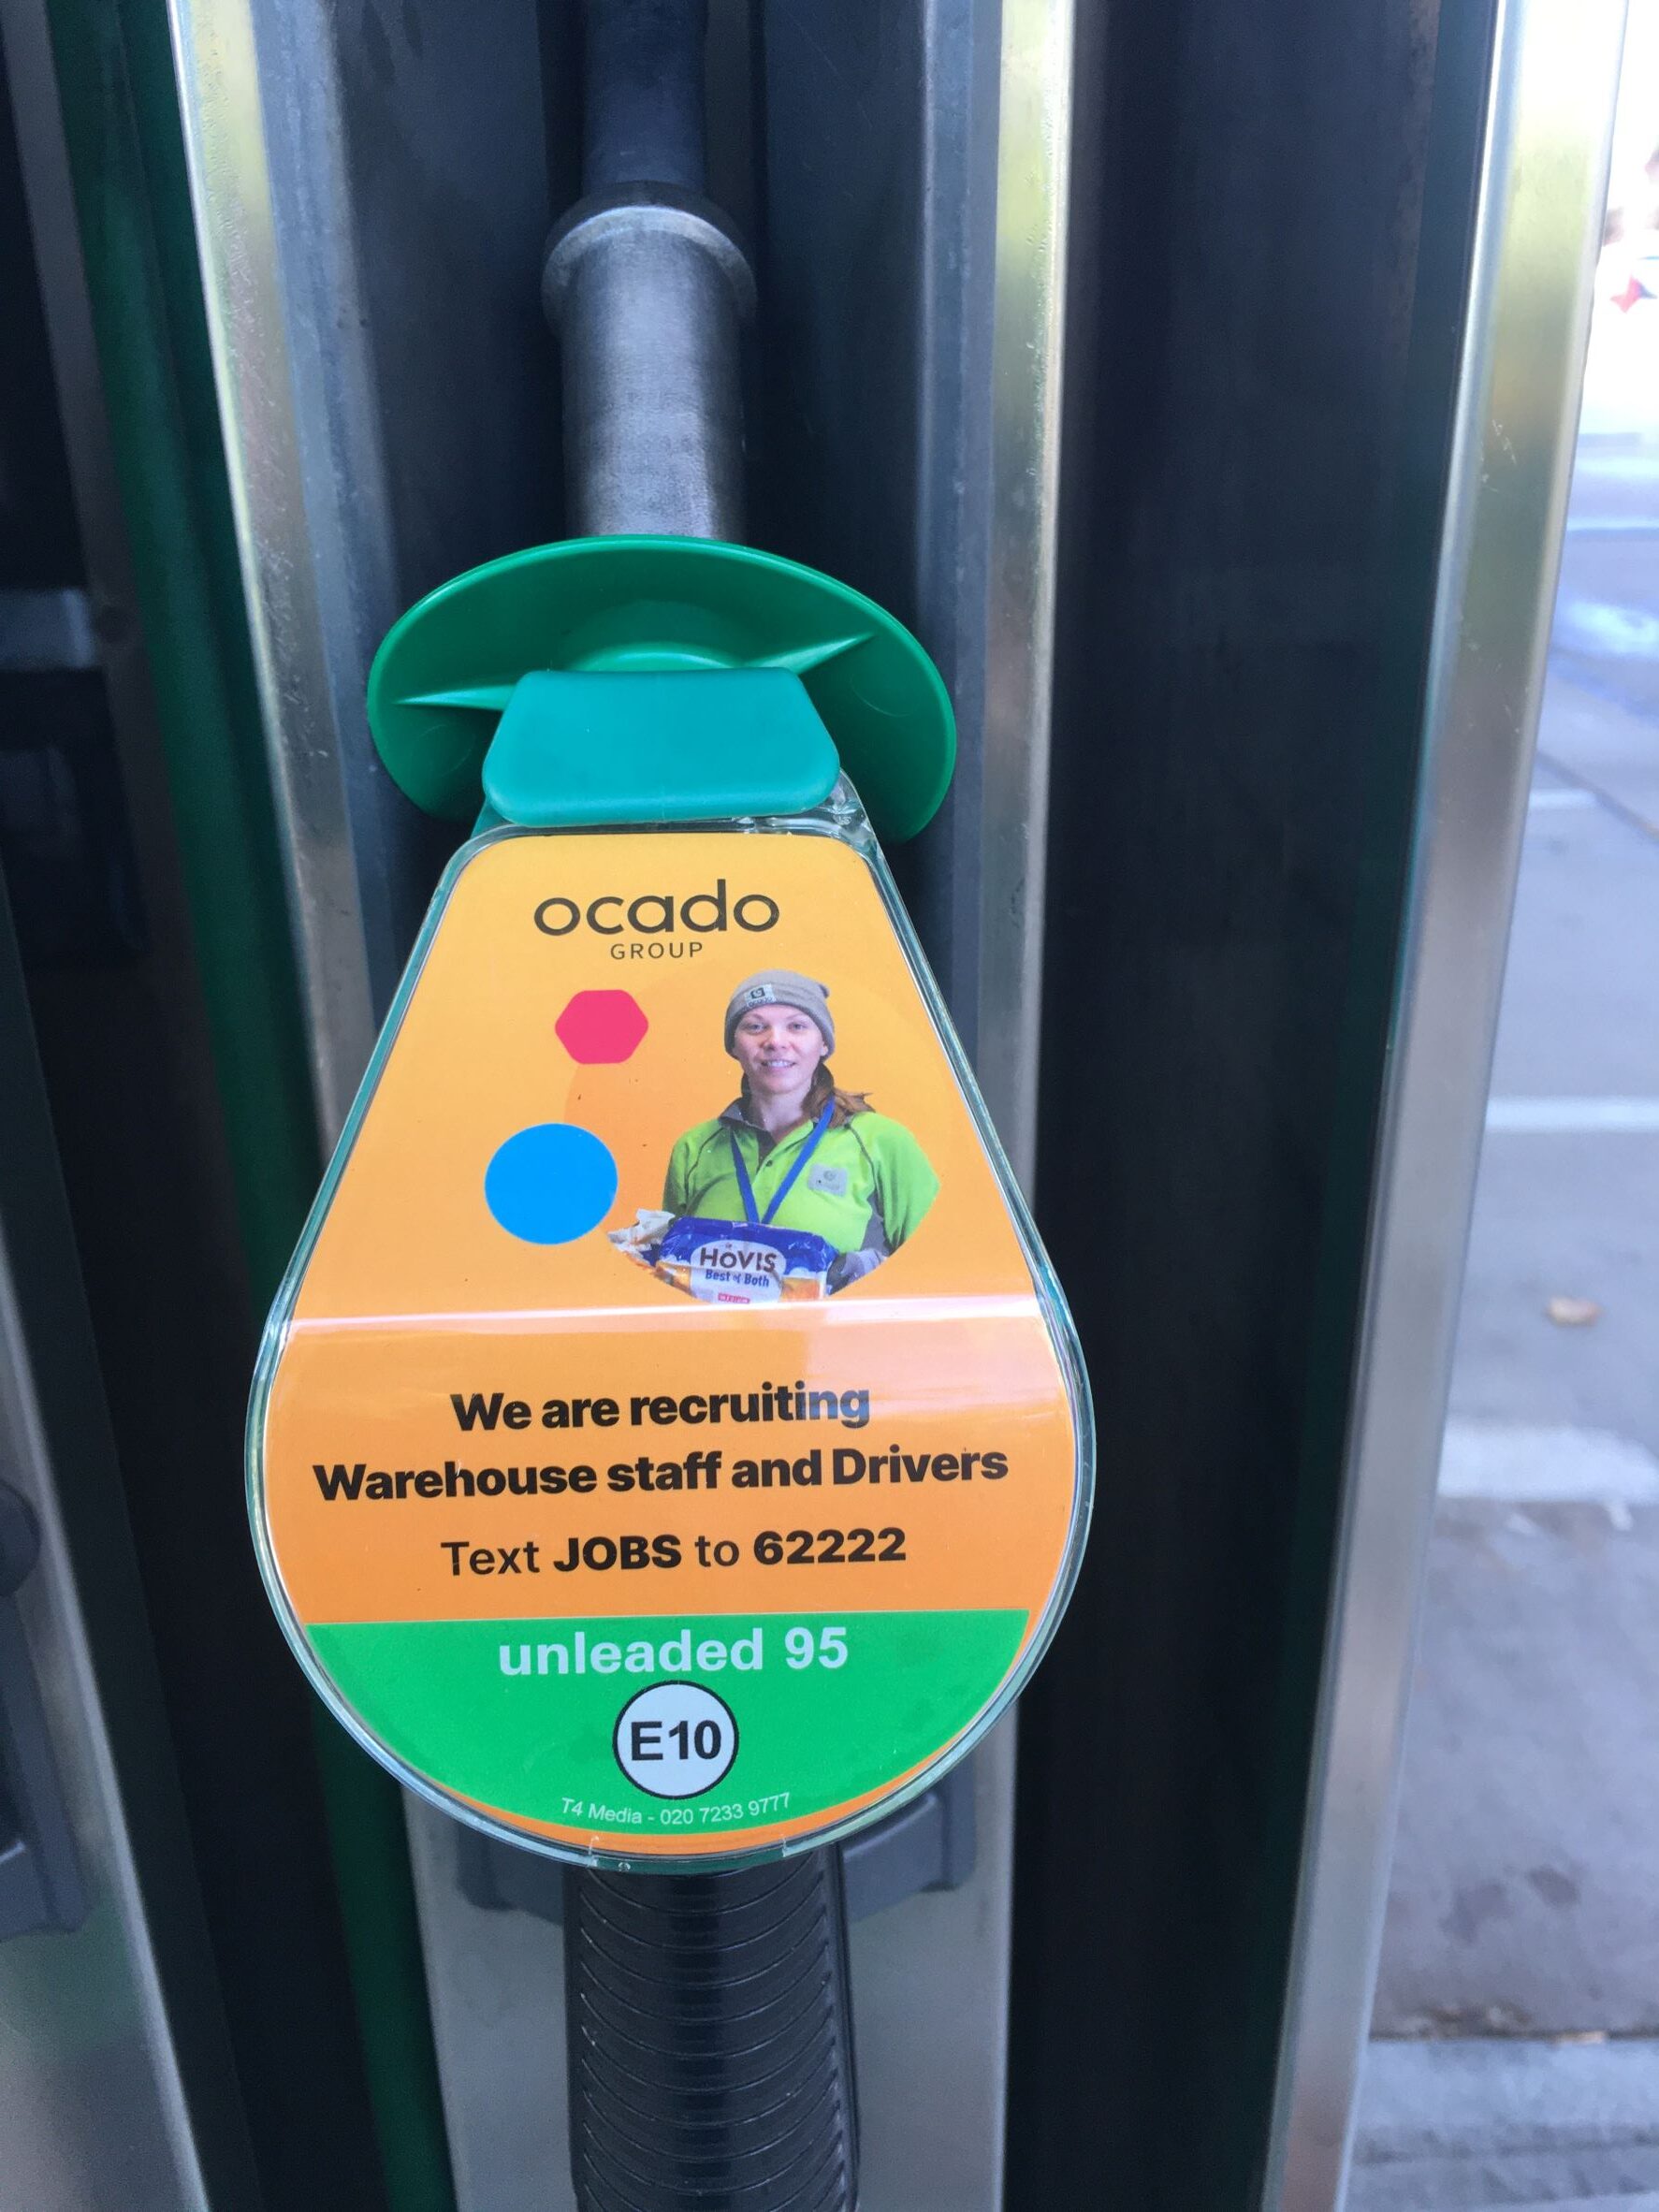 ocado
GROUP
HOVIS
Best of Both
We are recruiting
Warehouse staff and Drivers
Text JOBS to 62222
unleaded 95
E10
T4 Media - 020 7233 9777